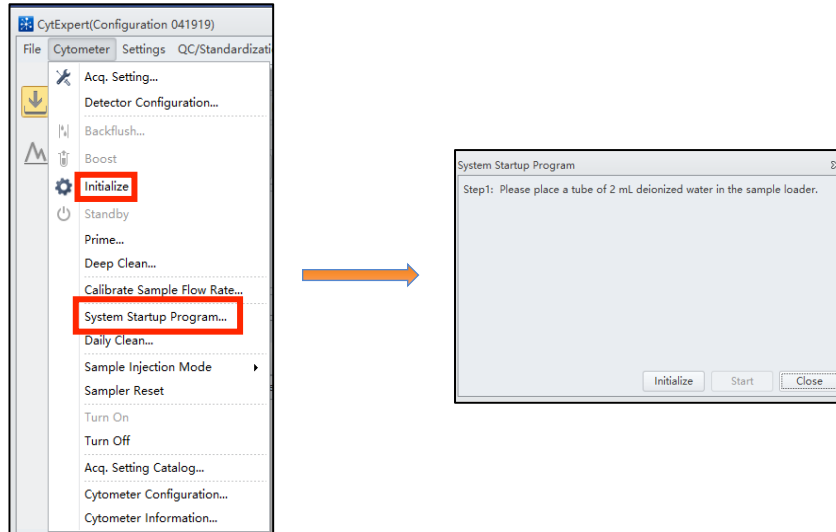 CytExpert(Configuration 041919)
File Cytometer Settings QC/Standardizati
Acq. Setting...
Detector Configuration...
Backflush...
Boost
Initialize
Standby
Prime...
Deep Clean...
Calibrate Sample Flow Rate...
System Startup Program...
Daily Clean...
Sample Injection Mode
Sampler Reset
Turn On
Turn Off
Acq. Setting Catalog...
Cytometer Configuration...
Cytometer Information...
System Startup Program
Step1: Please place a tube of 2 mL deionized water in the sample loader.
Initialize Start Close